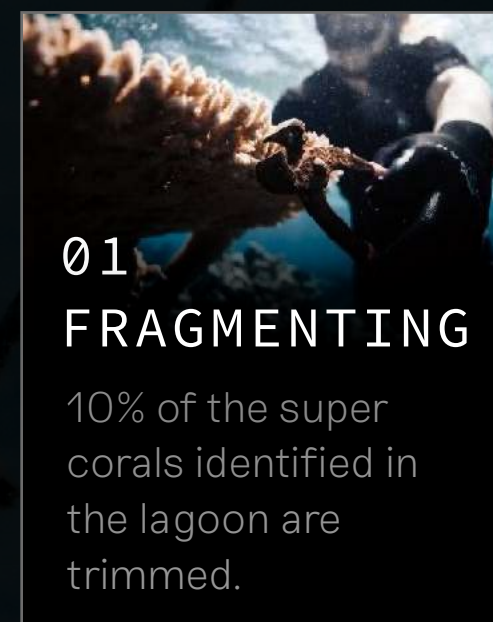 01
FRAGMENTING
10% of the super
corals identified in
the lagoon are
trimmed.